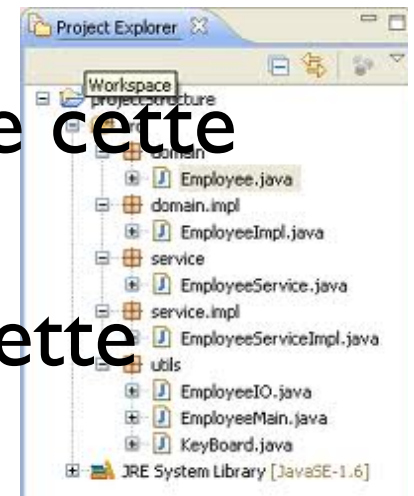 Project Explorer
Workspace
projectStructure
e cette
domain
Employee.java
domain.impl
EmployeeImpl.java
service
EmployeeService.java
service.impl
ette
EmployeeServiceImpl.java
utils
EmployeeIO.java
EmployeeMain.java
KeyBoard.java
JRE System Library [JavaSE-1.6]